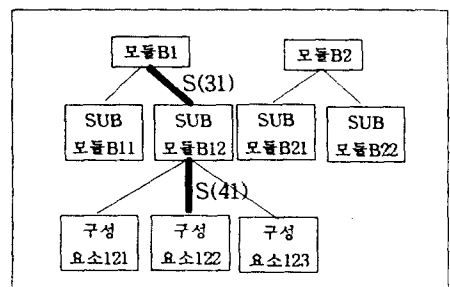 모듈B1 모듈B2
S(31)
SUB SUB SUB SUB
모듈B11 모듈B12 모듈B21 모듈B22
S(41)
구성 구성 구성
요소121 요소122 요소123